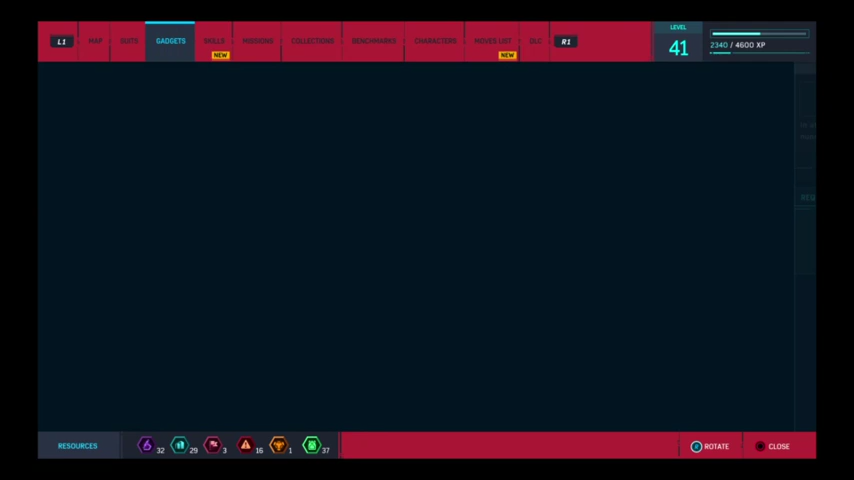 L1 MAP SUITS GADGETS SKILLS MISSIONS COLLECTIONS BENCHMARKS CHARACTERS MOVES LIST DLC R1
NEW NEW
LEVEL
41
2340 / 4600 XP
RESOURCES 32 29 3 16 1 37 R ROTATE CLOSE